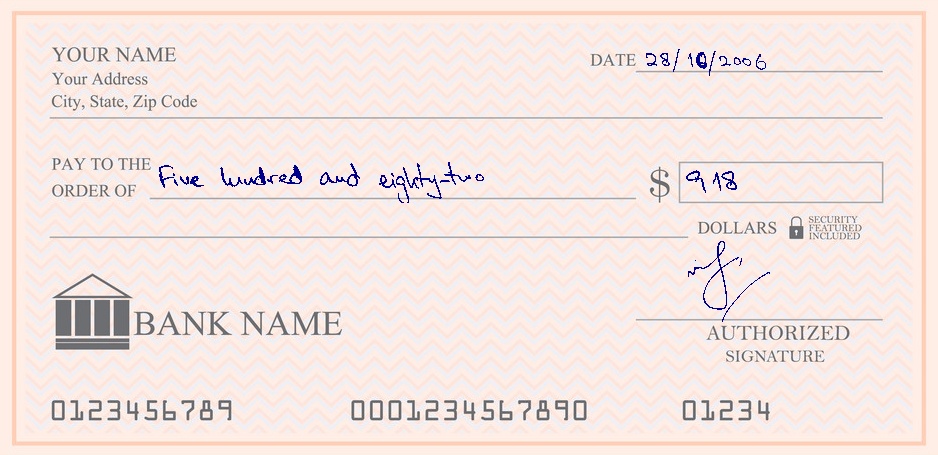 YOUR NAME
Your Address
City, State, Zip Code
DATE 28/10/2006
PAY TO THE
ORDER OF Five hundred and eighty-two
$ 918
DOLLARS
SECURITY
FEATURED
INCLUDED
BANK NAME
AUTHORIZED
SIGNATURE
0123456789 0001234567890 01234